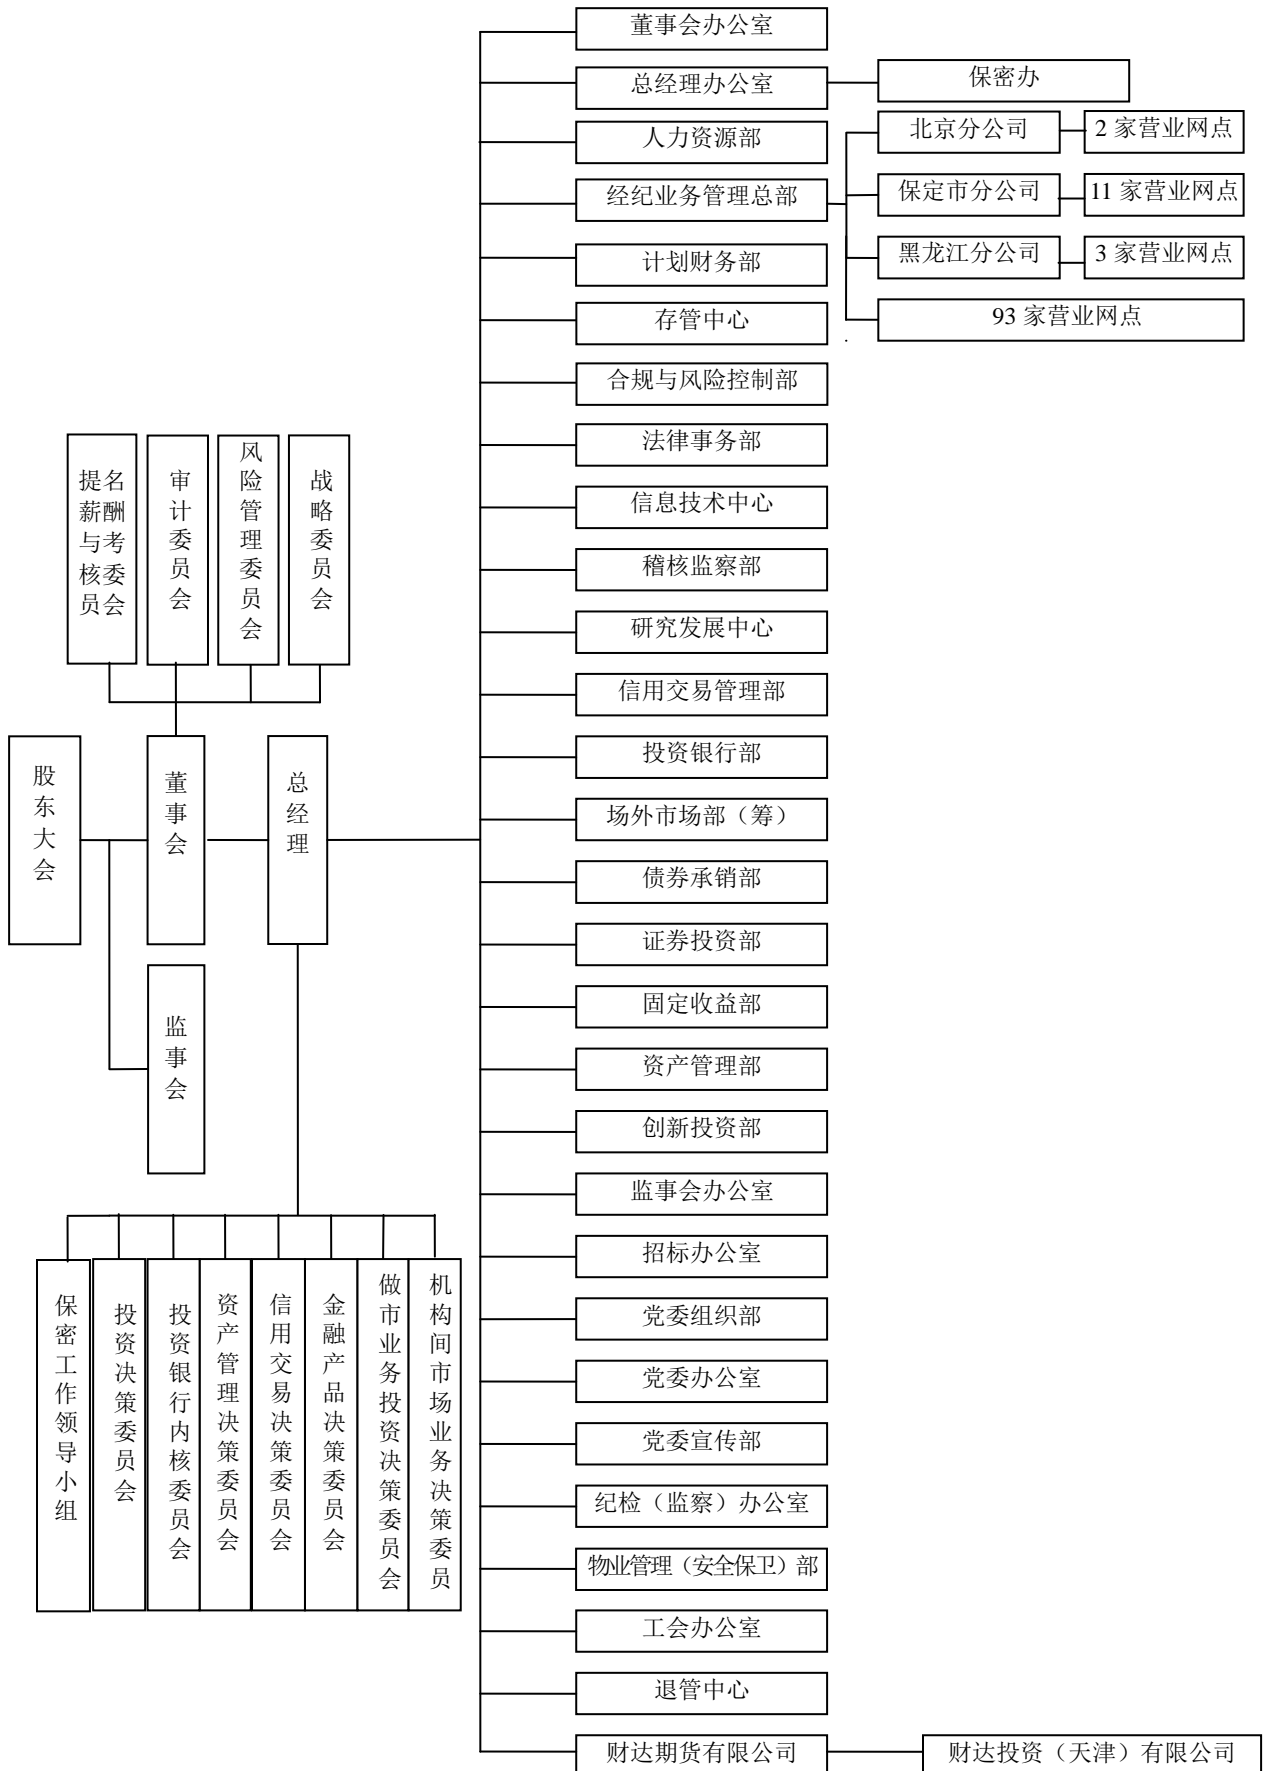 董事会办公室
总经理办公室
保密办
人力资源部
北京分公司
2 家营业网点
经纪业务管理总部
保定市分公司
11 家营业网点
黑龙江分公司
3 家营业网点
计划财务部
93 家营业网点
存管中心
合规与风险控制部
法律事务部
信息技术中心
稽核监察部
研究发展中心
信用交易管理部
投资银行部
场外市场部（筹）
债券承销部
证券投资部
固定收益部
资产管理部
创新投资部
监事会办公室
招标办公室
党委组织部
党委办公室
党委宣传部
纪检（监察）办公室
物业管理（安全保卫）部
工会办公室
退管中心
财达期货有限公司
财达投资（天津）有限公司
提名
薪酬
与考
核委
员会
审计委员会
风险管理委员会
战略委员会
股东大会
董事会
总经理
监事会
保密工作领导小组
投资决策委员会
投资银行内核委员会
资产管理决策委员会
信用交易决策委员会
金融产品决策委员会
做市业务投资决策委员会
机构间市场业务决策委员